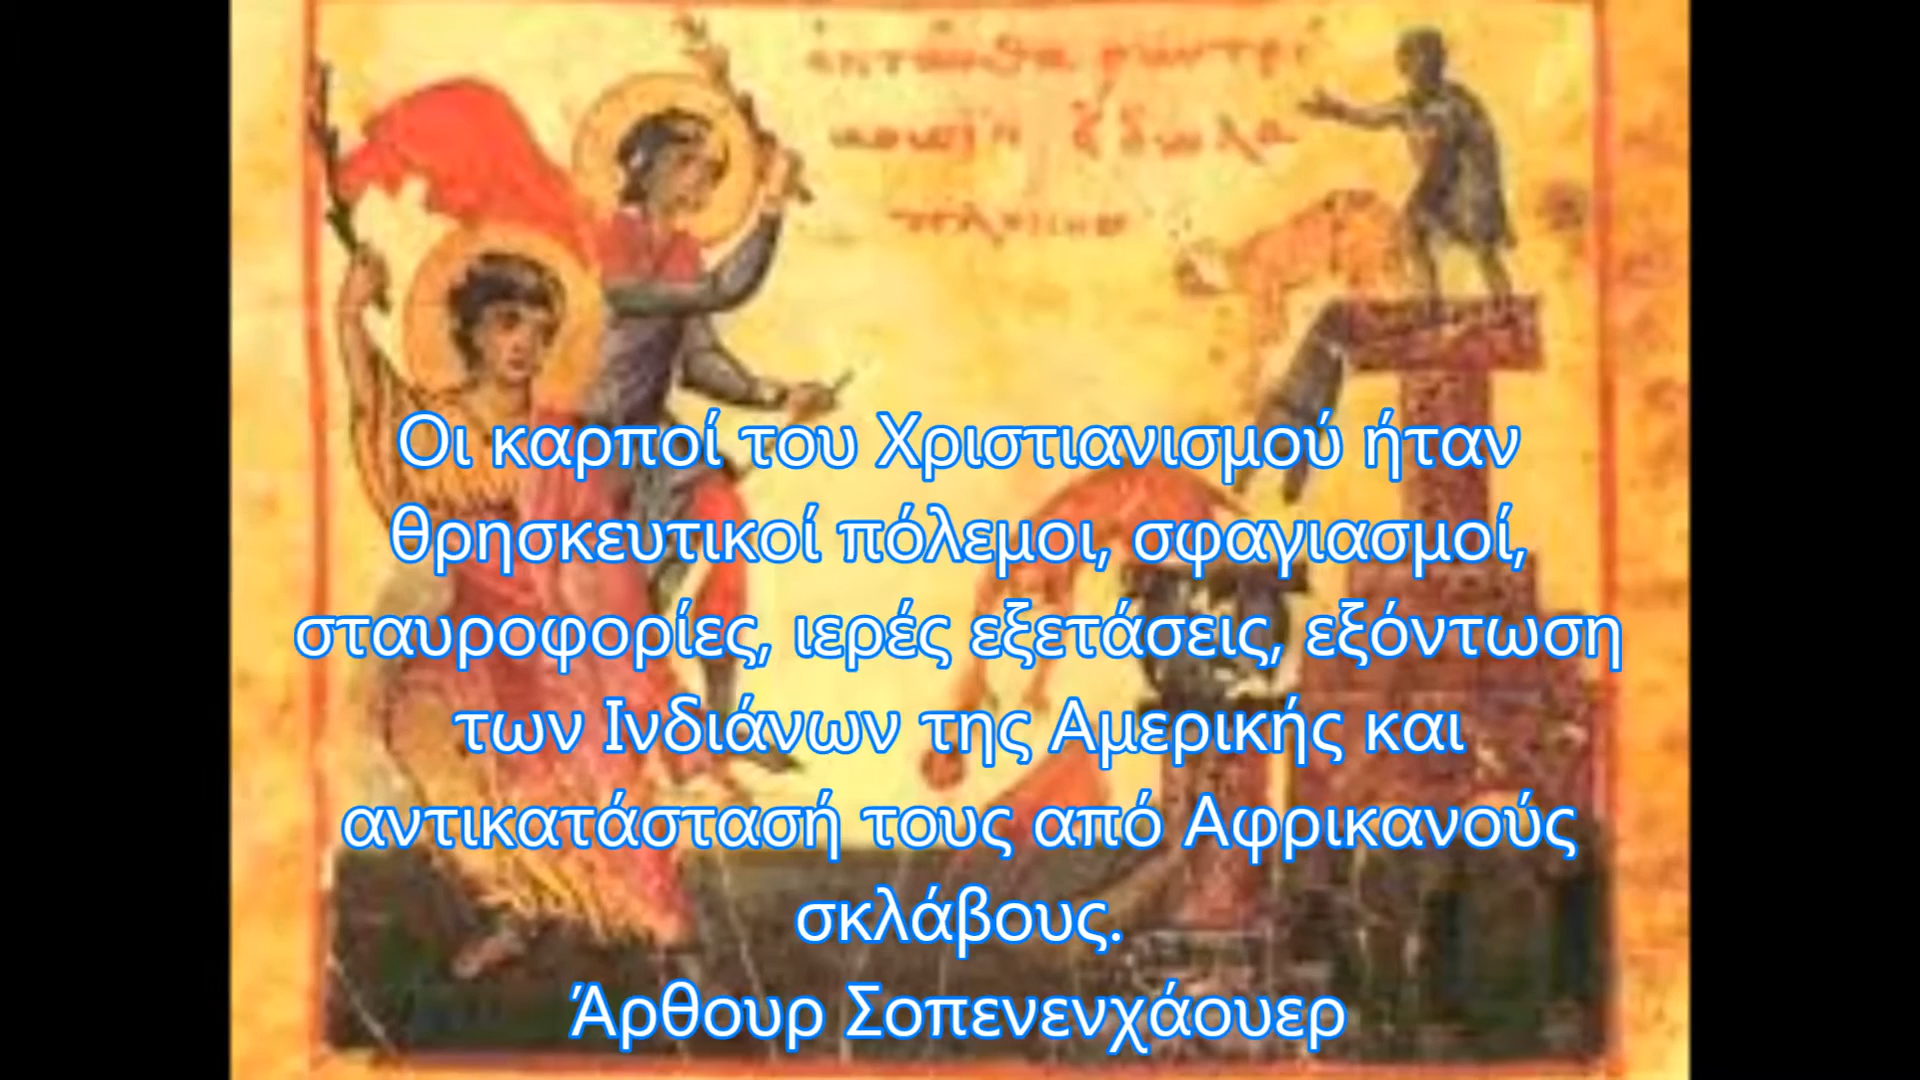 Οι καρποί του Χριστιανισμού ήταν
θρησκευτικοί πόλεμοι, σφαγιασμοί,
σταυροφορίες, ιερές εξετάσεις, εξόντωση
των Ινδιάνων της Αμερικής και
αντικατάστασή τους από Αφρικανούς
σκλάβους.
Άρθουρ Σοπενενχάουερ